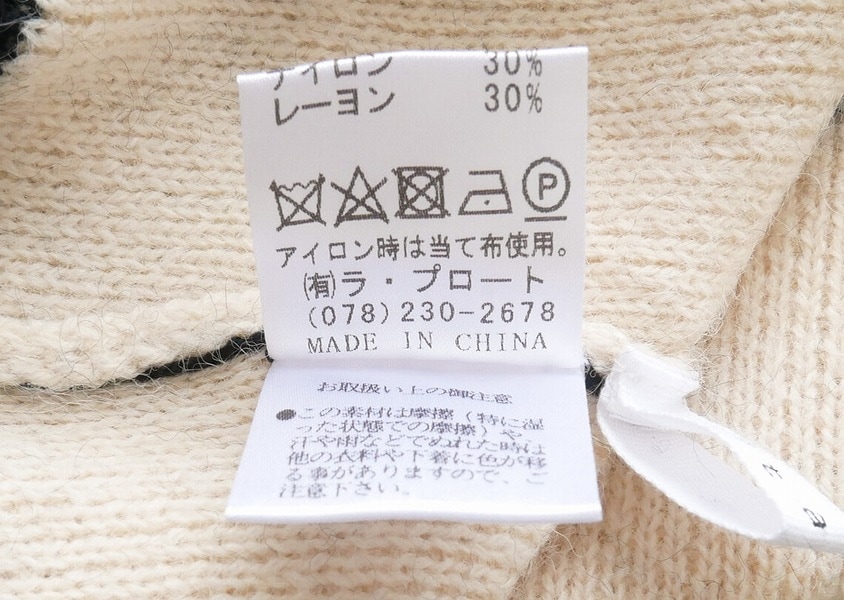 ナイロン 30%
レーヨン 30%
P
アイロン時は当て布使用。
(有)ラ・プロート
(078)230-2678
MADE IN CHINA
お取扱い上の御注意
●この素材は摩擦(特に湿
った状態での摩擦)や、
汗や雨などでぬれた時は
他の衣料や下着に色が移
る事がありますので、ご
注意下さい。